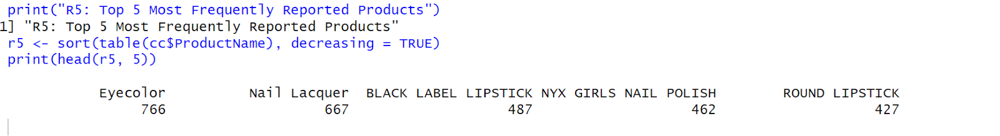 print("R5: Top 5 Most Frequently Reported Products")
1] "R5: Top 5 Most Frequently Reported Products"
r5 <- sort(table(cc$ProductName), decreasing = TRUE)
print(head(r5, 5))
Eyecolor Nail Lacquer BLACK LABEL LIPSTICK NYX GIRLS NAIL POLISH ROUND LIPSTICK
766 667 487 462 427